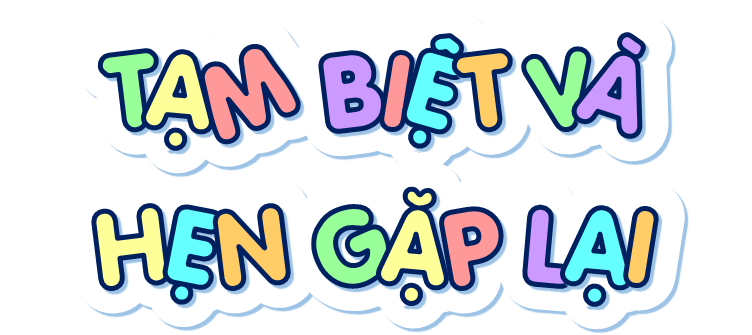 TẠM BIỆT VÀ
HẸN GẶP LẠI